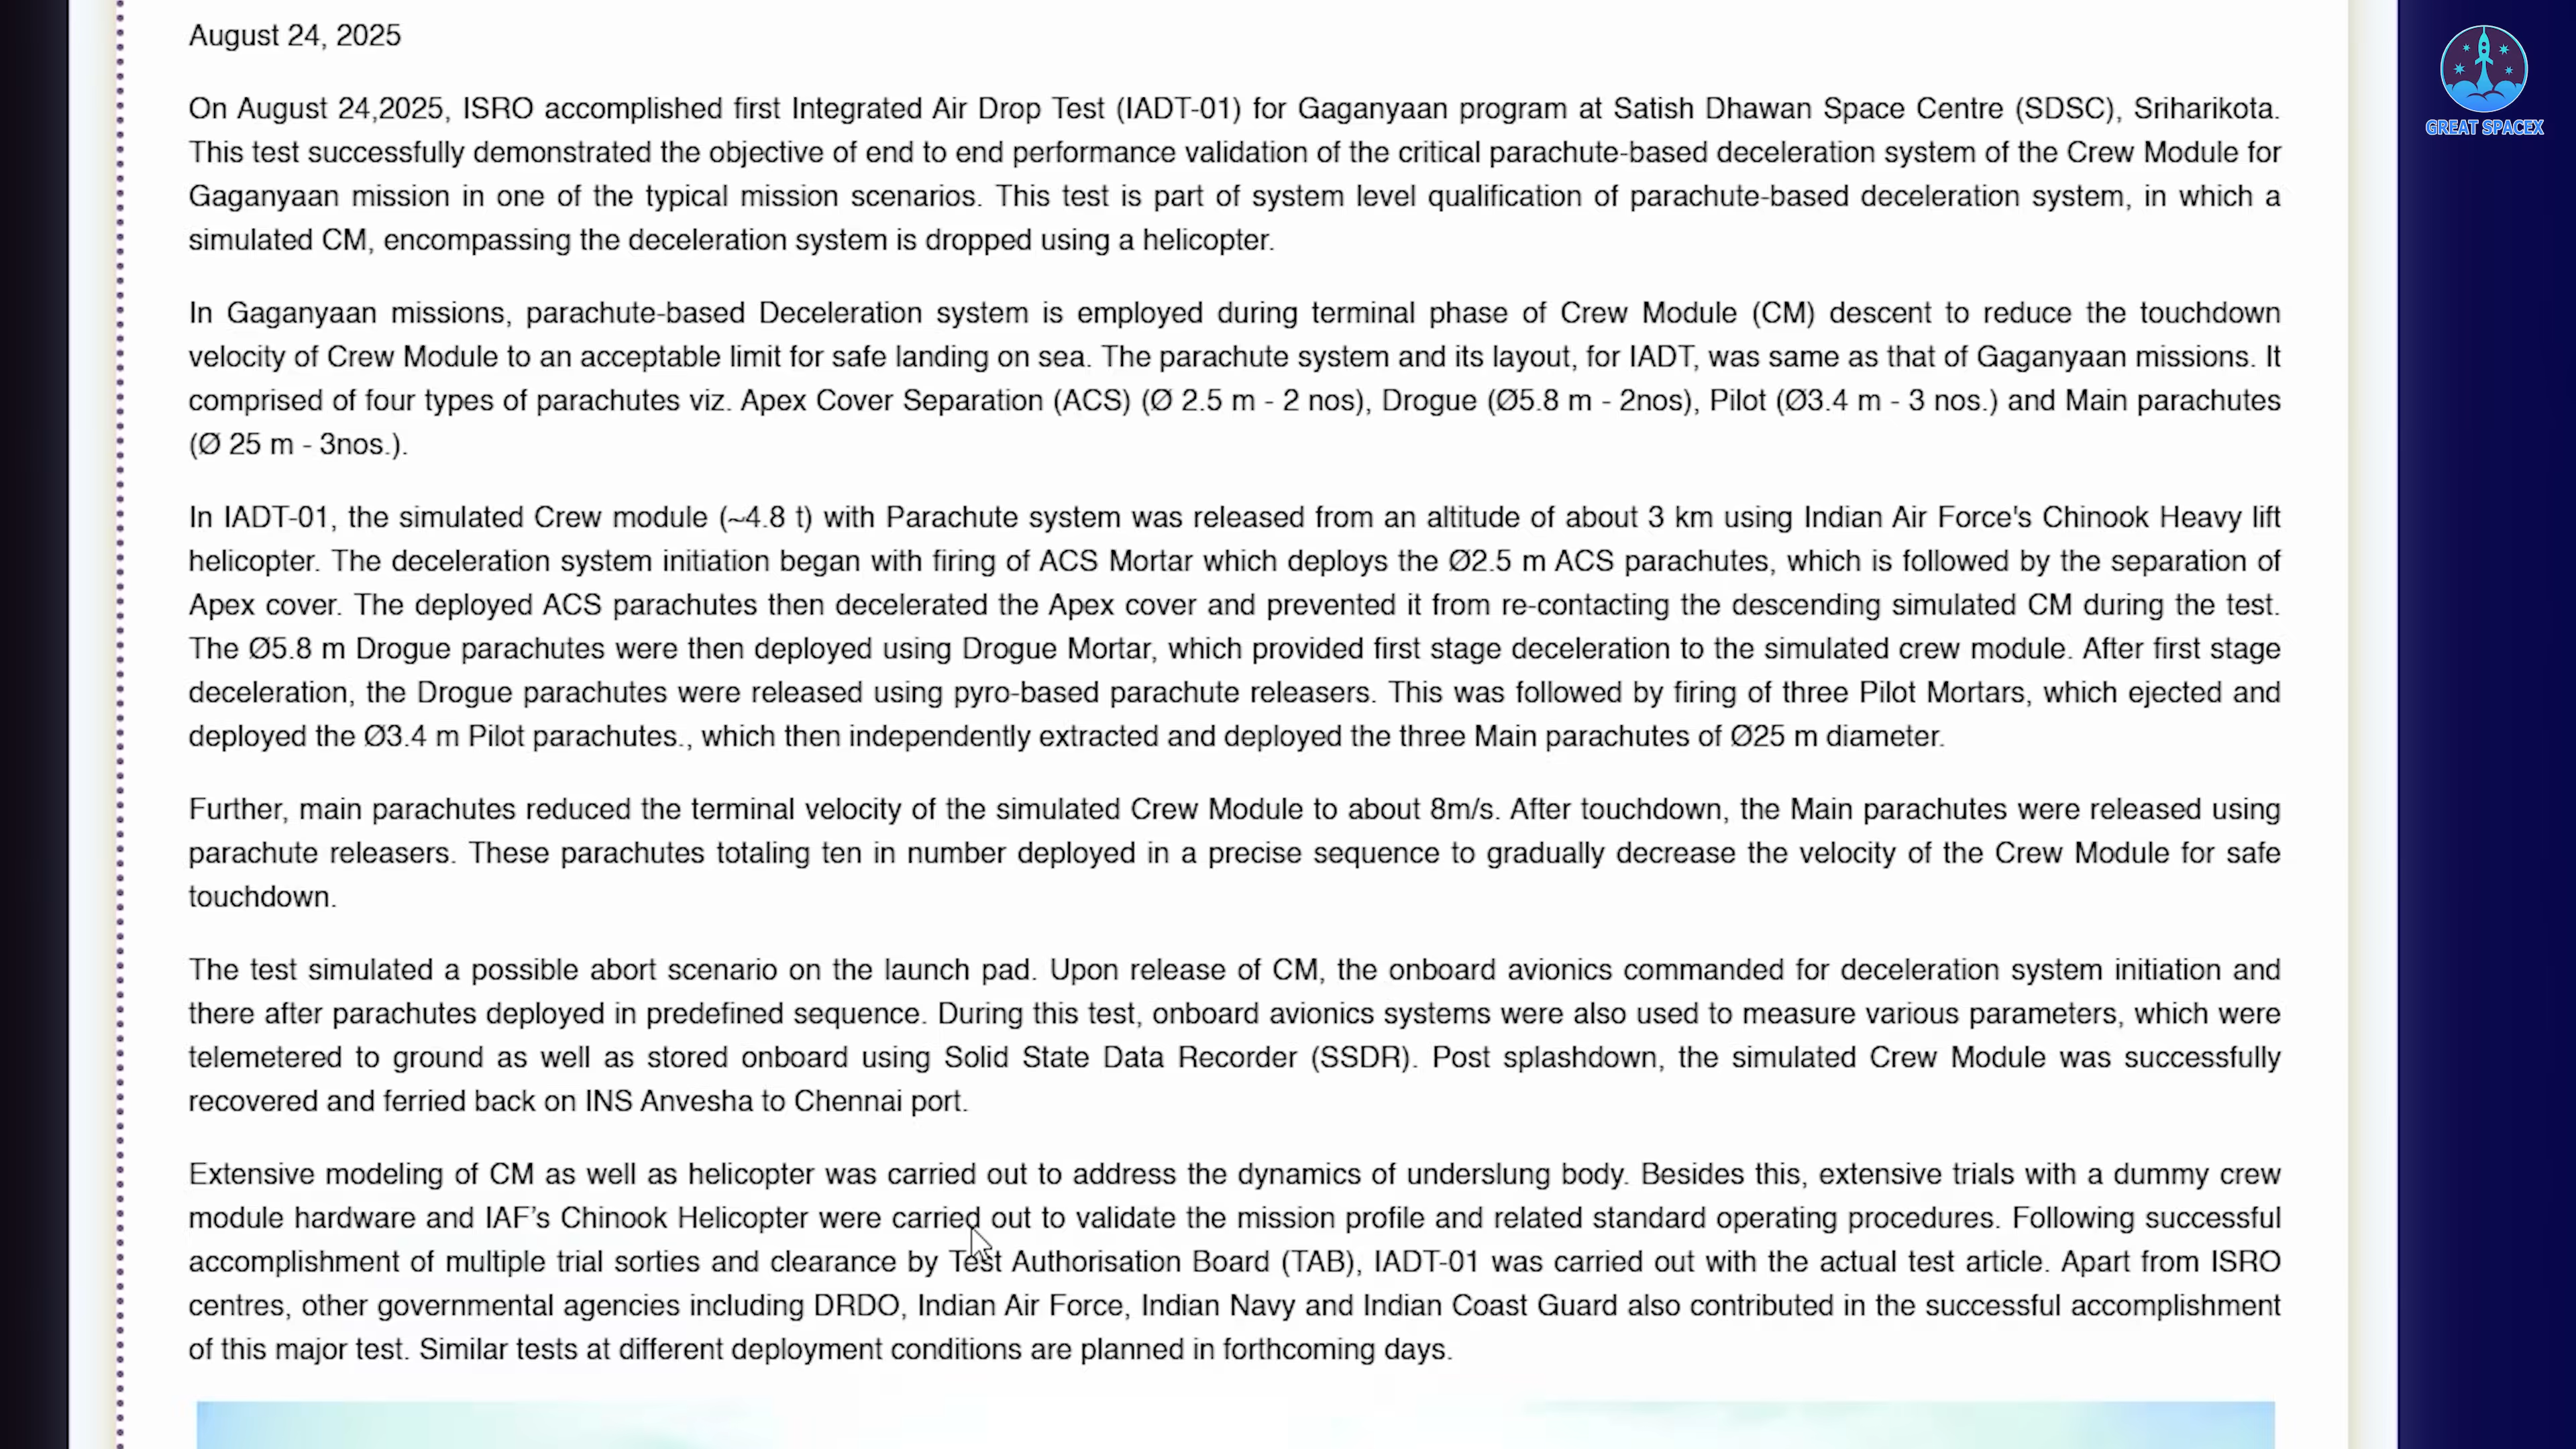 August 24, 2025
On August 24,2025, ISRO accomplished first Integrated Air Drop Test (IADT-01) for Gaganyaan program at Satish Dhawan Space Centre (SDSC), Sriharikota.
This test successfully demonstrated the objective of end to end performance validation of the critical parachute-based deceleration system of the Crew Module for
Gaganyaan mission in one of the typical mission scenarios. This test is part of system level qualification of parachute-based deceleration system, in which a
simulated CM, encompassing the deceleration system is dropped using a helicopter.
In Gaganyaan missions, parachute-based Deceleration system is employed during terminal phase of Crew Module (CM) descent to reduce the touchdown
velocity of Crew Module to an acceptable limit for safe landing on sea. The parachute system and its layout, for IADT, was same as that of Gaganyaan missions. It
comprised of four types of parachutes viz. Apex Cover Separation (ACS) (Ø 2.5 m - 2 nos), Drogue (Ø5.8 m - 2nos), Pilot (Ø3.4 m - 3 nos.) and Main parachutes
(Ø 25 m - 3nos.).
In IADT-01, the simulated Crew module (~4.8 t) with Parachute system was released from an altitude of about 3 km using Indian Air Force's Chinook Heavy lift
helicopter. The deceleration system initiation began with firing of ACS Mortar which deploys the Ø2.5 m ACS parachutes, which is followed by the separation of
Apex cover. The deployed ACS parachutes then decelerated the Apex cover and prevented it from re-contacting the descending simulated CM during the test.
The Ø5.8 m Drogue parachutes were then deployed using Drogue Mortar, which provided first stage deceleration to the simulated crew module. After first stage
deceleration, the Drogue parachutes were released using pyro-based parachute releasers. This was followed by firing of three Pilot Mortars, which ejected and
deployed the Ø3.4 m Pilot parachutes., which then independently extracted and deployed the three Main parachutes of Ø25 m diameter.
Further, main parachutes reduced the terminal velocity of the simulated Crew Module to about 8m/s. After touchdown, the Main parachutes were released using
parachute releasers. These parachutes totaling ten in number deployed in a precise sequence to gradually decrease the velocity of the Crew Module for safe
touchdown.
The test simulated a possible abort scenario on the launch pad. Upon release of CM, the onboard avionics commanded for deceleration system initiation and
there after parachutes deployed in predefined sequence. During this test, onboard avionics systems were also used to measure various parameters, which were
telemetered to ground as well as stored onboard using Solid State Data Recorder (SSDR). Post splashdown, the simulated Crew Module was successfully
recovered and ferried back on INS Anvesha to Chennai port.
Extensive modeling of CM as well as helicopter was carried out to address the dynamics of underslung body. Besides this, extensive trials with a dummy crew
module hardware and IAF’s Chinook Helicopter were carried out to validate the mission profile and related standard operating procedures. Following successful
accomplishment of multiple trial sorties and clearance by Test Authorisation Board (TAB), IADT-01 was carried out with the actual test article. Apart from ISRO
centres, other governmental agencies including DRDO, Indian Air Force, Indian Navy and Indian Coast Guard also contributed in the successful accomplishment
of this major test. Similar tests at different deployment conditions are planned in forthcoming days.
GREAT SPACEX